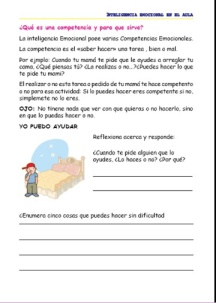 INTELIGENCIA EMOCIONAL EN EL AULA
¿Qué es una competencia y para que sirve?
La inteligencia Emocional posee varias Competencias Emocionales.
La competencia es el «saber hacer» una tarea , bien o mal.
Por ejemplo: Cuando tu mamá te pide que le ayudes a arreglar tu
cama. ¿Qué piensas tú? ¿La realizas o no...?¿Puedes hacer lo que
te pide tu mami?
El realizar o no esta tarea a pedido de tu mamá te hace competente
o no para esa actividad: Si lo puedes hacer eres competente si no,
simplemente no lo eres.
OJO: No tienene nada que ver con que quieras o no hacerlo, sino
en que lo puedas hacer o no.
YO PUEDO AYUDAR
Reflexiona acerca y responde:
¿Cuando te pide alguien que lo
ayudes, ¿Lo haces o no? ¿Por qué?
¿Enumera cinco cosas que puedes hacer sin dificultad